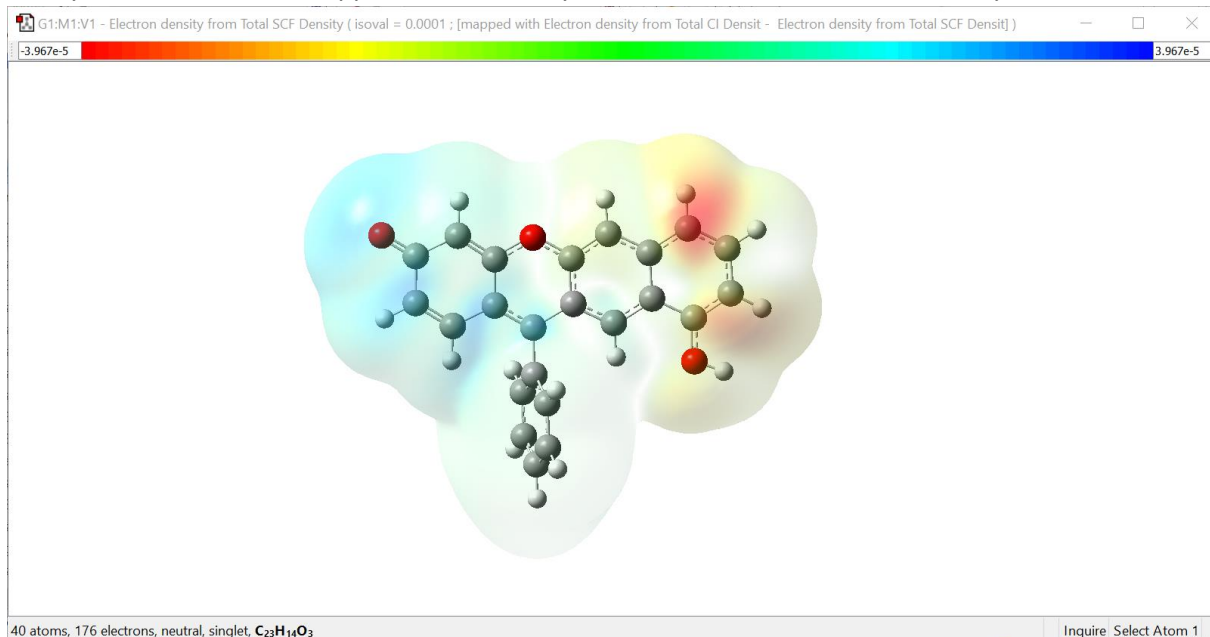 G1:M1:V1 - Electron density from Total SCF Density ( isoval = 0.0001 ; [mapped with Electron density from Total CI Densit - Electron density from Total SCF Densit] )
-3.967e-5 3.967e-5
40 atoms, 176 electrons, neutral, singlet, C₂₃H₁₄O₃ Inquire Select Atom 1